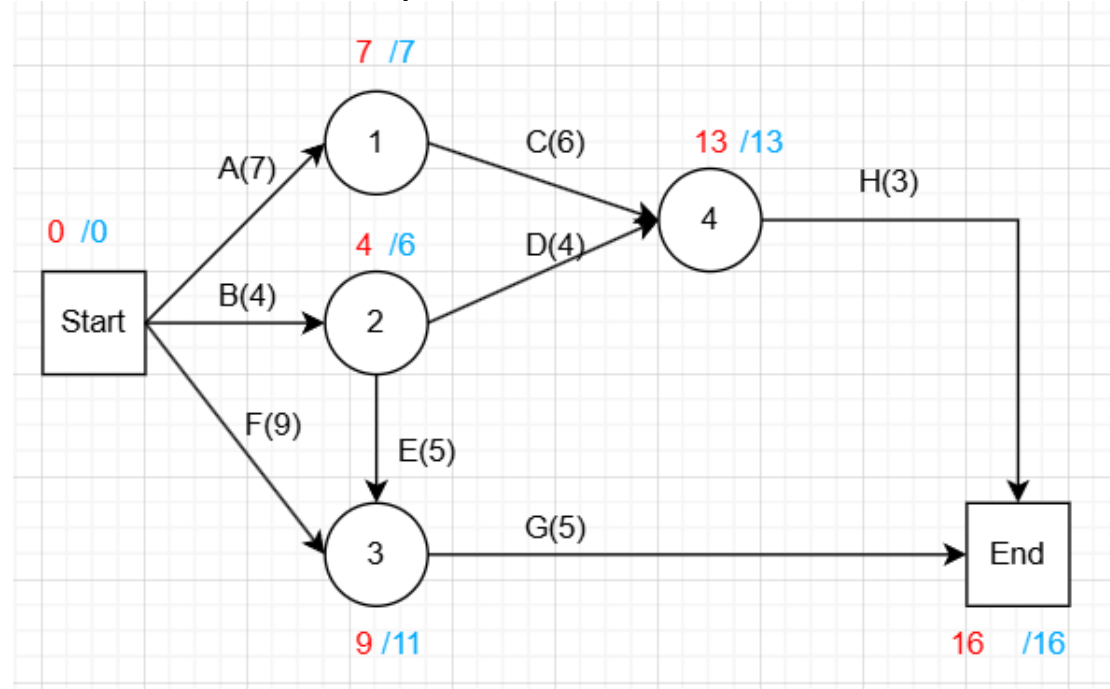 7 /7
1
C(6)
13 /13
A(7)
H(3)
0 /0
4
4 /6
D(4)
B(4)
Start
2
F(9)
E(5)
G(5)
3
End
9 /11
16 /16